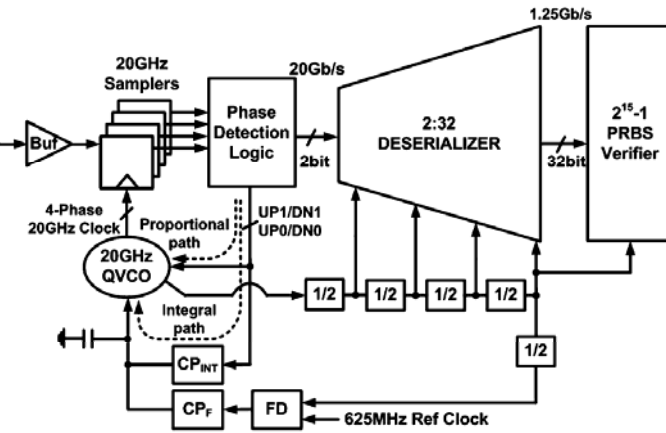 1.25Gb/s
20GHz
Samplers
20Gb/s
Buf
Phase
Detection
Logic
2bit
2:32
DESERIALIZER
32bit
2¹⁵-1
PRBS
Verifier
4-Phase
20GHz Clock
Proportional
path
UP1/DN1
UP0/DN0
20GHz
QVCO
Integral
path
1/2
1/2
1/2
1/2
1/2
CP_INT
CP_F
FD
625MHz Ref Clock